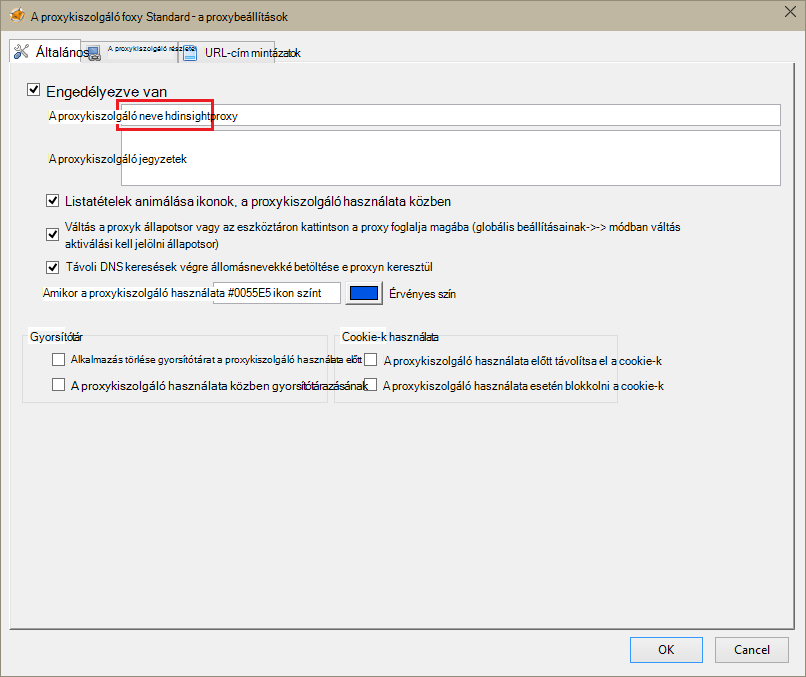 A proxykiszolgáló foxy Standard - a proxybeállítások
Általános
A proxykiszolgáló részletei
URL-cím mintázatok
Engedélyezve van
A proxykiszolgáló neve hdinsightproxy
A proxykiszolgáló jegyzetek
Listatételek animálása ikonok, a proxykiszolgáló használata közben
Váltás a proxyk állapotsor vagy az eszköztáron kattintson a proxy foglalja magába (globális beállításainak->-> módban váltás
aktiválási kell jelölni állapotsor)
Távoli DNS keresések végre állomásnevekké betöltése e proxyn keresztül
Amikor a proxykiszolgáló használata #0055E5 ikon színt
Érvényes szín
Gyorsítótár
Alkalmazás törlése gyorsítótárat a proxykiszolgáló használata előtt
A proxykiszolgáló használata közben gyorsítótárazásának
Cookie-k használata
A proxykiszolgáló használata előtt távolítsa el a cookie-k
A proxykiszolgáló használata esetén blokkolni a cookie-k
OK
Cancel